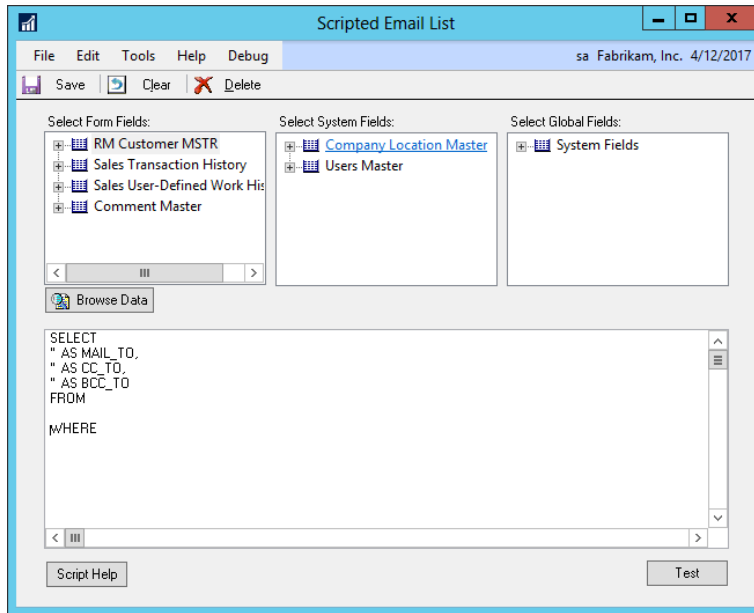 Scripted Email List
File Edit Tools Help Debug sa Fabrikam, Inc. 4/12/2017
Save Clear Delete
Select Form Fields: Select System Fields: Select Global Fields:
RM Customer MSTR Company Location Master System Fields
Sales Transaction History Users Master
Sales User-Defined Work His
Comment Master
Browse Data
SELECT
'' AS MAIL_TO,
'' AS CC_TO,
'' AS BCC_TO
FROM
WHERE
Script Help Test